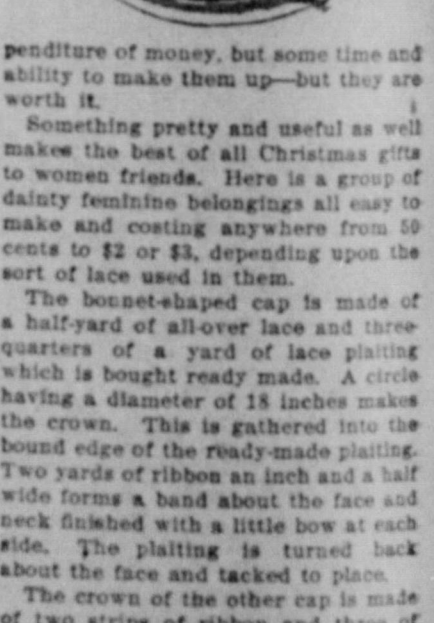 penditure of money, but some time and
ability to make them up—but they are
worth it.
Something pretty and useful as well
makes the best of all Christmas gifts
to women friends. Here is a group of
dainty feminine belongings all easy to
make and costing anywhere from 50
cents to $2 or $3, depending upon the
sort of lace used in them.
The bonnet-shaped cap is made of
a half-yard of all-over lace and three-
quarters of a yard of lace plaiting
which is bought ready made. A circle
having a diameter of 18 inches makes
the crown. This is gathered into the
bound edge of the ready-made plaiting.
Two yards of ribbon an inch and a half
wide forms a band about the face and
neck finished with a little bow at each
side. The plaiting is turned back
about the face and tacked to place.
The crown of the other cap is made
of two strips of ribbon and three of